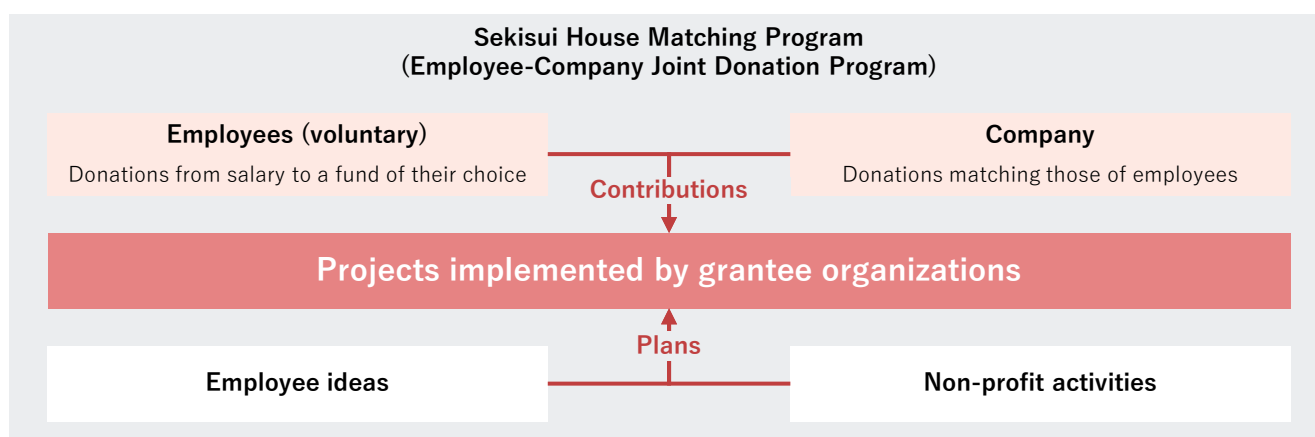 Sekisui House Matching Program
(Employee-Company Joint Donation Program)
Employees (voluntary)
Donations from salary to a fund of their choice
Company
Donations matching those of employees
Contributions
Projects implemented by grantee organizations
Plans
Employee ideas
Non-profit activities